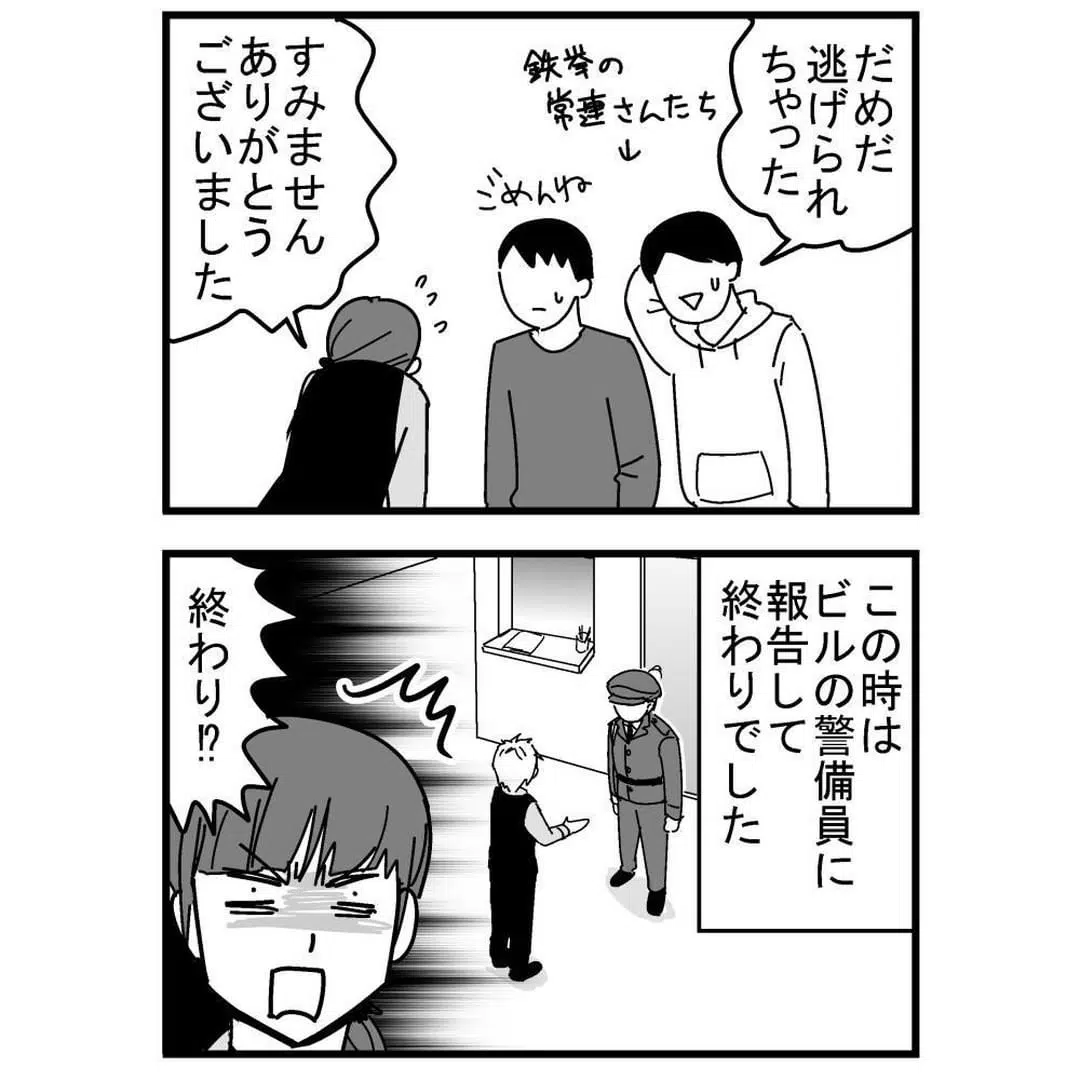 だめだ
逃げられ
ちゃった
鉄拳の
常連さんたち
↓
ごめんね
すみません
ありがとう
ございました
この時は
ビルの警備員に
報告して
終わりでした
終わり!?